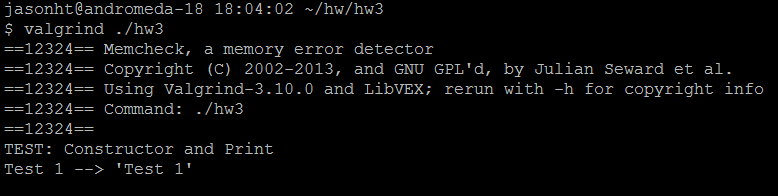 jasonht@andromeda-18 18:04:02 ~/hw/hw3
$ valgrind ./hw3
==12324== Memcheck, a memory error detector
==12324== Copyright (C) 2002-2013, and GNU GPL'd, by Julian Seward et al.
==12324== Using Valgrind-3.10.0 and LibVEX; rerun with -h for copyright info
==12324== Command: ./hw3
==12324==
TEST: Constructor and Print
Test 1 --> 'Test 1'